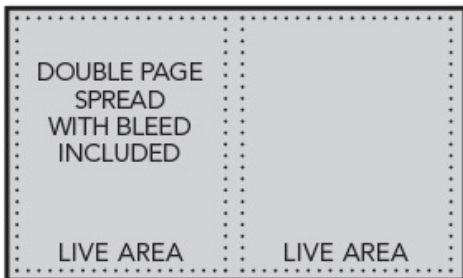 DOUBLE PAGE
SPREAD
WITH BLEED
INCLUDED
LIVE AREA
LIVE AREA